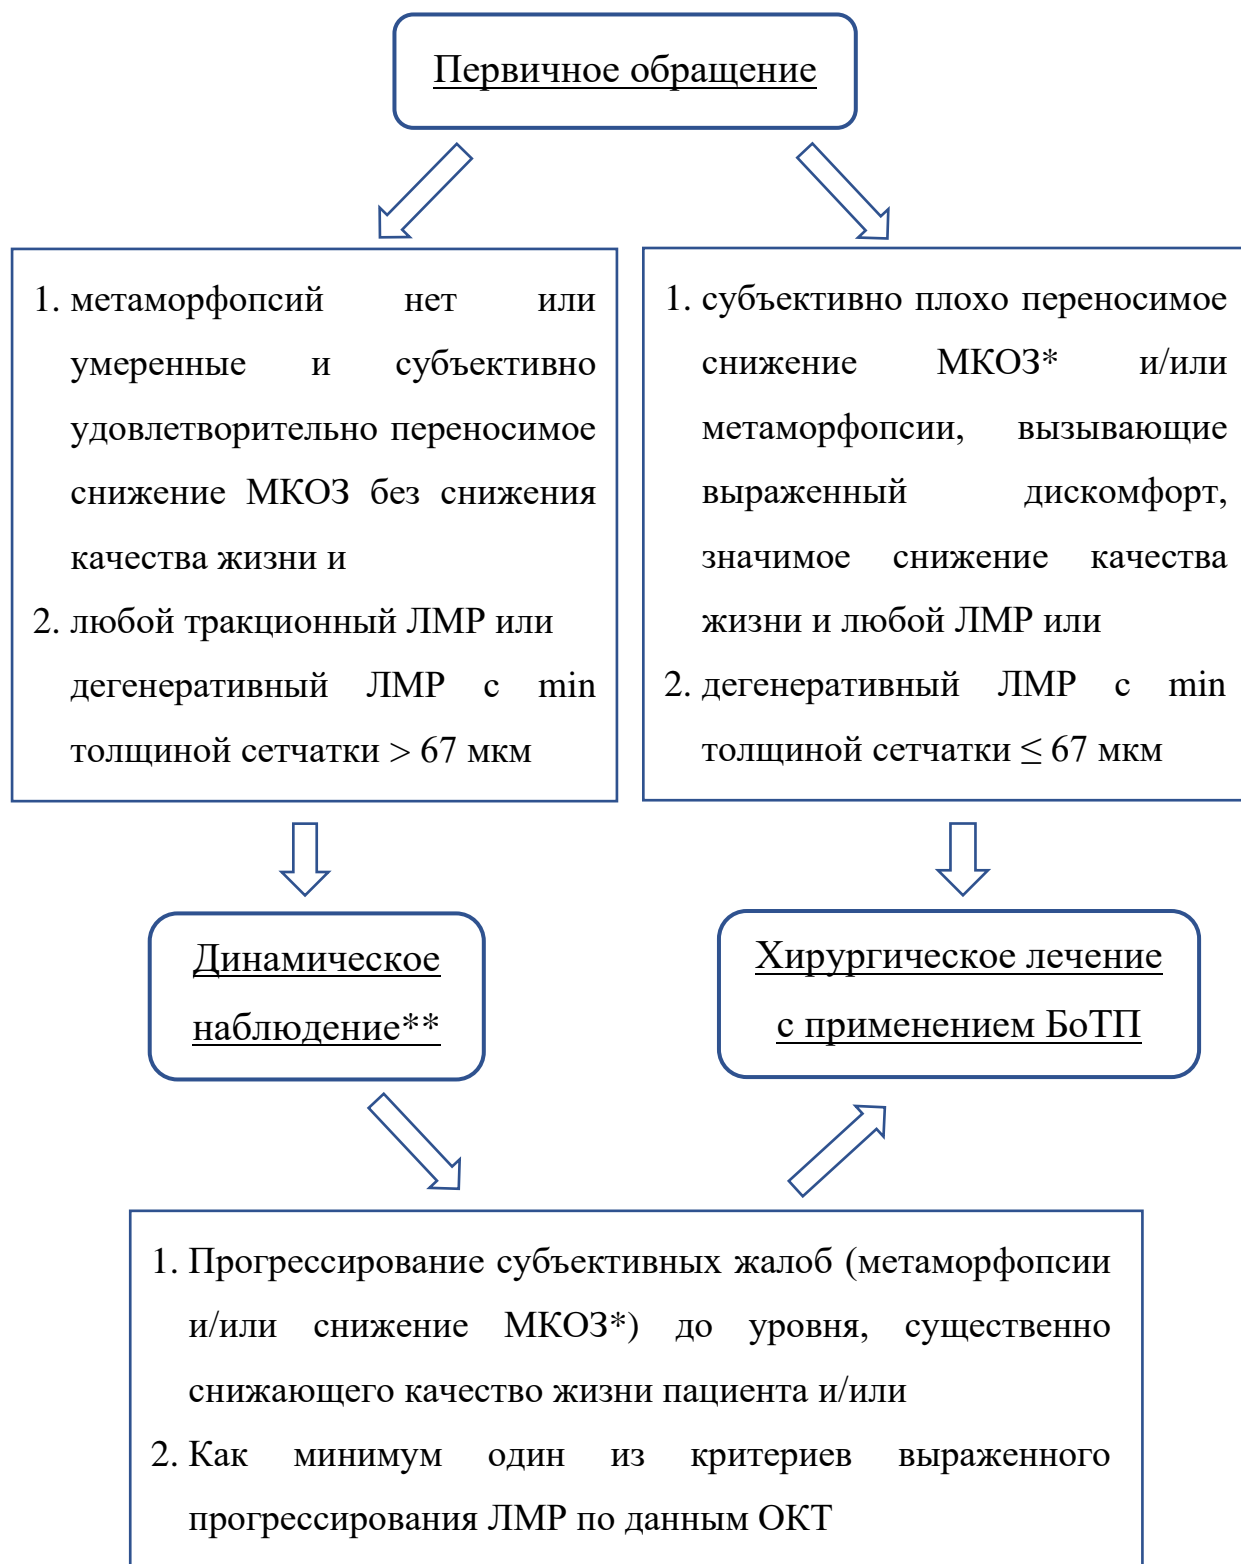 Первичное обращение
1. метаморфопсий нет или
умеренные и субъективно
удовлетворительно переносимое
снижение МКОЗ без снижения
качества жизни и
2. любой тракционный ЛМР или
дегенеративный ЛМР с min
толщиной сетчатки > 67 мкм
1. субъективно плохо переносимое
снижение МКОЗ* и/или
метаморфопсии, вызывающие
выраженный дискомфорт,
значимое снижение качества
жизни и любой ЛМР или
2. дегенеративный ЛМР с min
толщиной сетчатки ≤ 67 мкм
Динамическое
наблюдение**
Хирургическое лечение
с применением БоТП
1. Прогрессирование субъективных жалоб (метаморфопсии
и/или снижение МКОЗ*) до уровня, существенно
снижающего качество жизни пациента и/или
2. Как минимум один из критериев выраженного
прогрессирования ЛМР по данным ОКТ